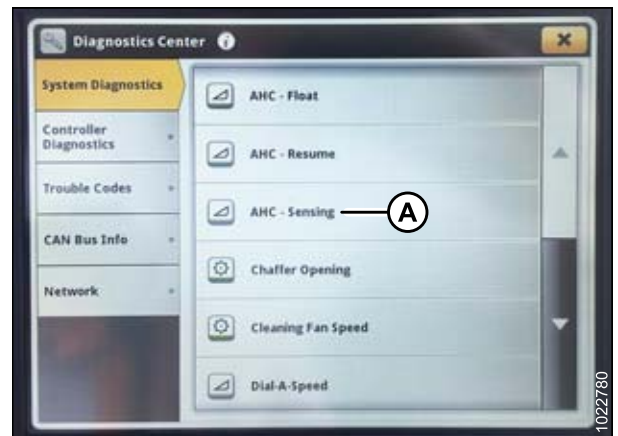 Diagnostics Center
System Diagnostics
Controller
Diagnostics
Trouble Codes
CAN Bus Info
Network
AHC - Float
AHC - Resume
AHC - Sensing
A
Chaffer Opening
Cleaning Fan Speed
Dial-A-Speed
1022780